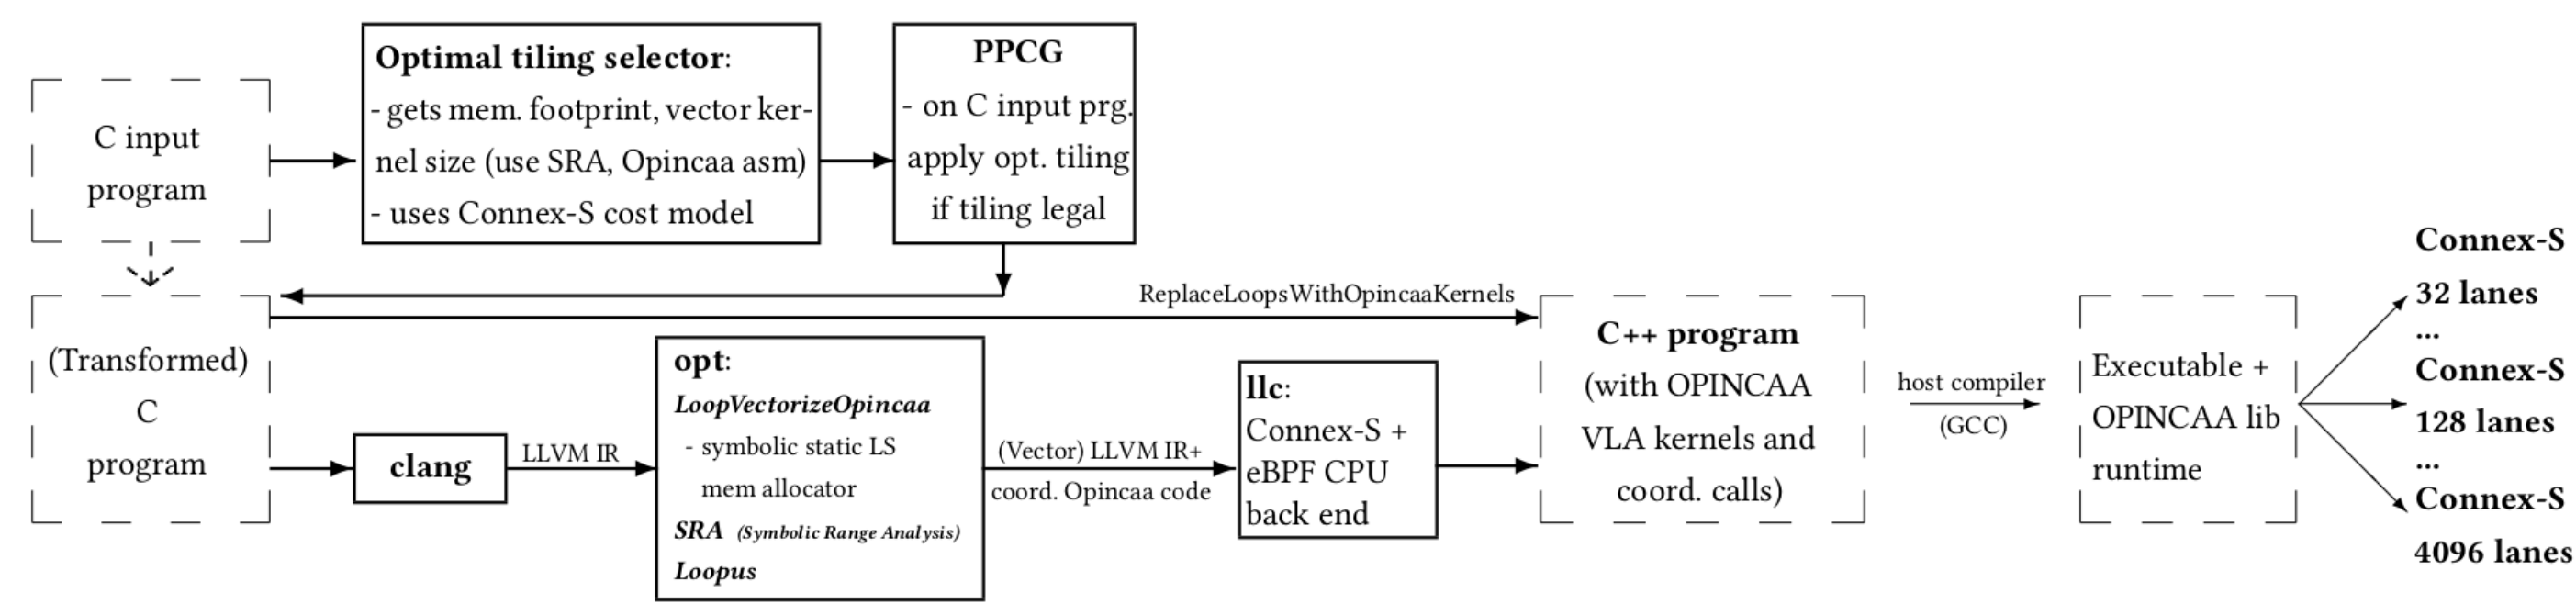 C input
program
Optimal tiling selector:
- gets mem. footprint, vector ker-
nel size (use SRA, Opincaa asm)
- uses Connex-S cost model
PPCG
- on C input prg.
apply opt. tiling
if tiling legal
ReplaceLoopsWithOpincaaKernels
(Transformed)
C
program
clang
LLVM IR
opt:
LoopVectorizeOpincaa
- symbolic static LS
mem allocator
SRA (Symbolic Range Analysis)
Loopus
(Vector) LLVM IR+
coord. Opincaa code
llc:
Connex-S +
eBPF CPU
back end
C++ program
(with OPINCAA
VLA kernels and
coord. calls)
host compiler
(GCC)
Executable +
OPINCAA lib
runtime
Connex-S
32 lanes
...
Connex-S
128 lanes
...
Connex-S
4096 lanes